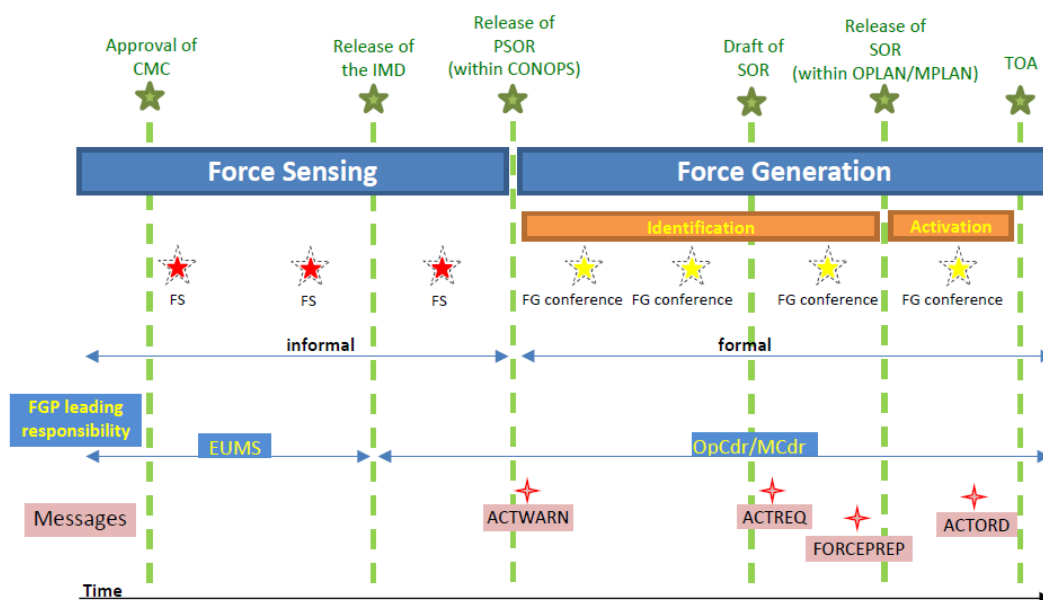 Approval of
CMC
Release of
the IMD
Release of
PSOR
(within CONOPS)
Draft of
SOR
Release of
SOR
(within OPLAN/MPLAN)
TOA
Force Sensing
Force Generation
Identification
Activation
FS
FS
FS
FG conference
FG conference
FG conference
FG conference
informal
formal
FGP leading
responsibility
EUMS
OpCdr/MCdr
Messages
ACTWARN
ACTREQ
FORCEPREP
ACTORD
Time